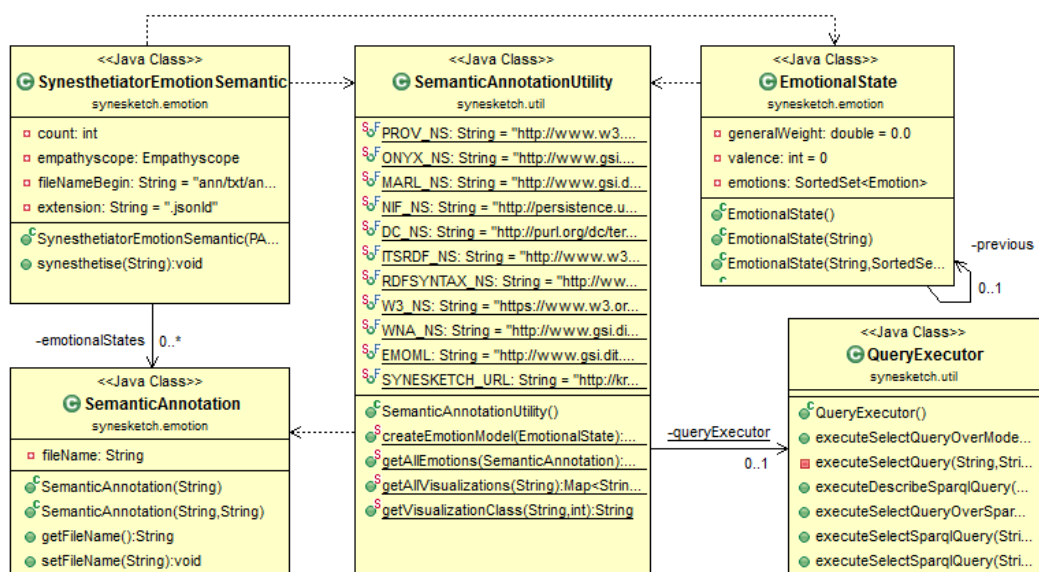 <<Java Class>>
SynesthetiatorEmotionSemantic
synesketch.emotion
count: int
empathyscope: Empathyscope
fileNameBegin: String = "ann/txt/an...
extension: String = ".jsonld"
SynesthetiatorEmotionSemantic(PA...
synesthetise(String):void
<<Java Class>>
SemanticAnnotationUtility
synesketch.util
PROV_NS: String = "http://www.w3....
ONYX_NS: String = "http://www.gsi....
MARL_NS: String = "http://www.gsi.d...
NIF_NS: String = "http://persistence.u...
DC_NS: String = "http://purl.org/dc/ter...
ITSRDF_NS: String = "http://www.w3...
RDFSYNTAX_NS: String = "http://ww...
W3_NS: String = "https://www.w3.or...
WNA_NS: String = "http://www.gsi.di...
EMOML: String = "http://www.gsi.dit....
SYNESKETCH_URL: String = "http://kr...
SemanticAnnotationUtility()
createEmotionModel(EmotionalState):...
getAllEmotions(SemanticAnnotation):...
getAllVisualizations(String):Map<Strin...
getVisualizationClass(String,int):String
<<Java Class>>
EmotionalState
synesketch.emotion
generalWeight: double = 0.0
valence: int = 0
emotions: SortedSet<Emotion>
EmotionalState()
EmotionalState(String)
EmotionalState(String,SortedSe...
-previous
0..1
-emotionalStates
0..*
<<Java Class>>
SemanticAnnotation
synesketch.emotion
fileName: String
SemanticAnnotation(String)
SemanticAnnotation(String,String)
getFileName():String
setFileName(String):void
-queryExecutor
0..1
<<Java Class>>
QueryExecutor
synesketch.util
QueryExecutor()
executeSelectQueryOverMode...
executeSelectQuery(String,Stri...
executeDescribeSparqlQuery(...
executeSelectQueryOverSpar...
executeSelectSparqlQuery(Stri...
executeSelectSparqlQuery(Stri...